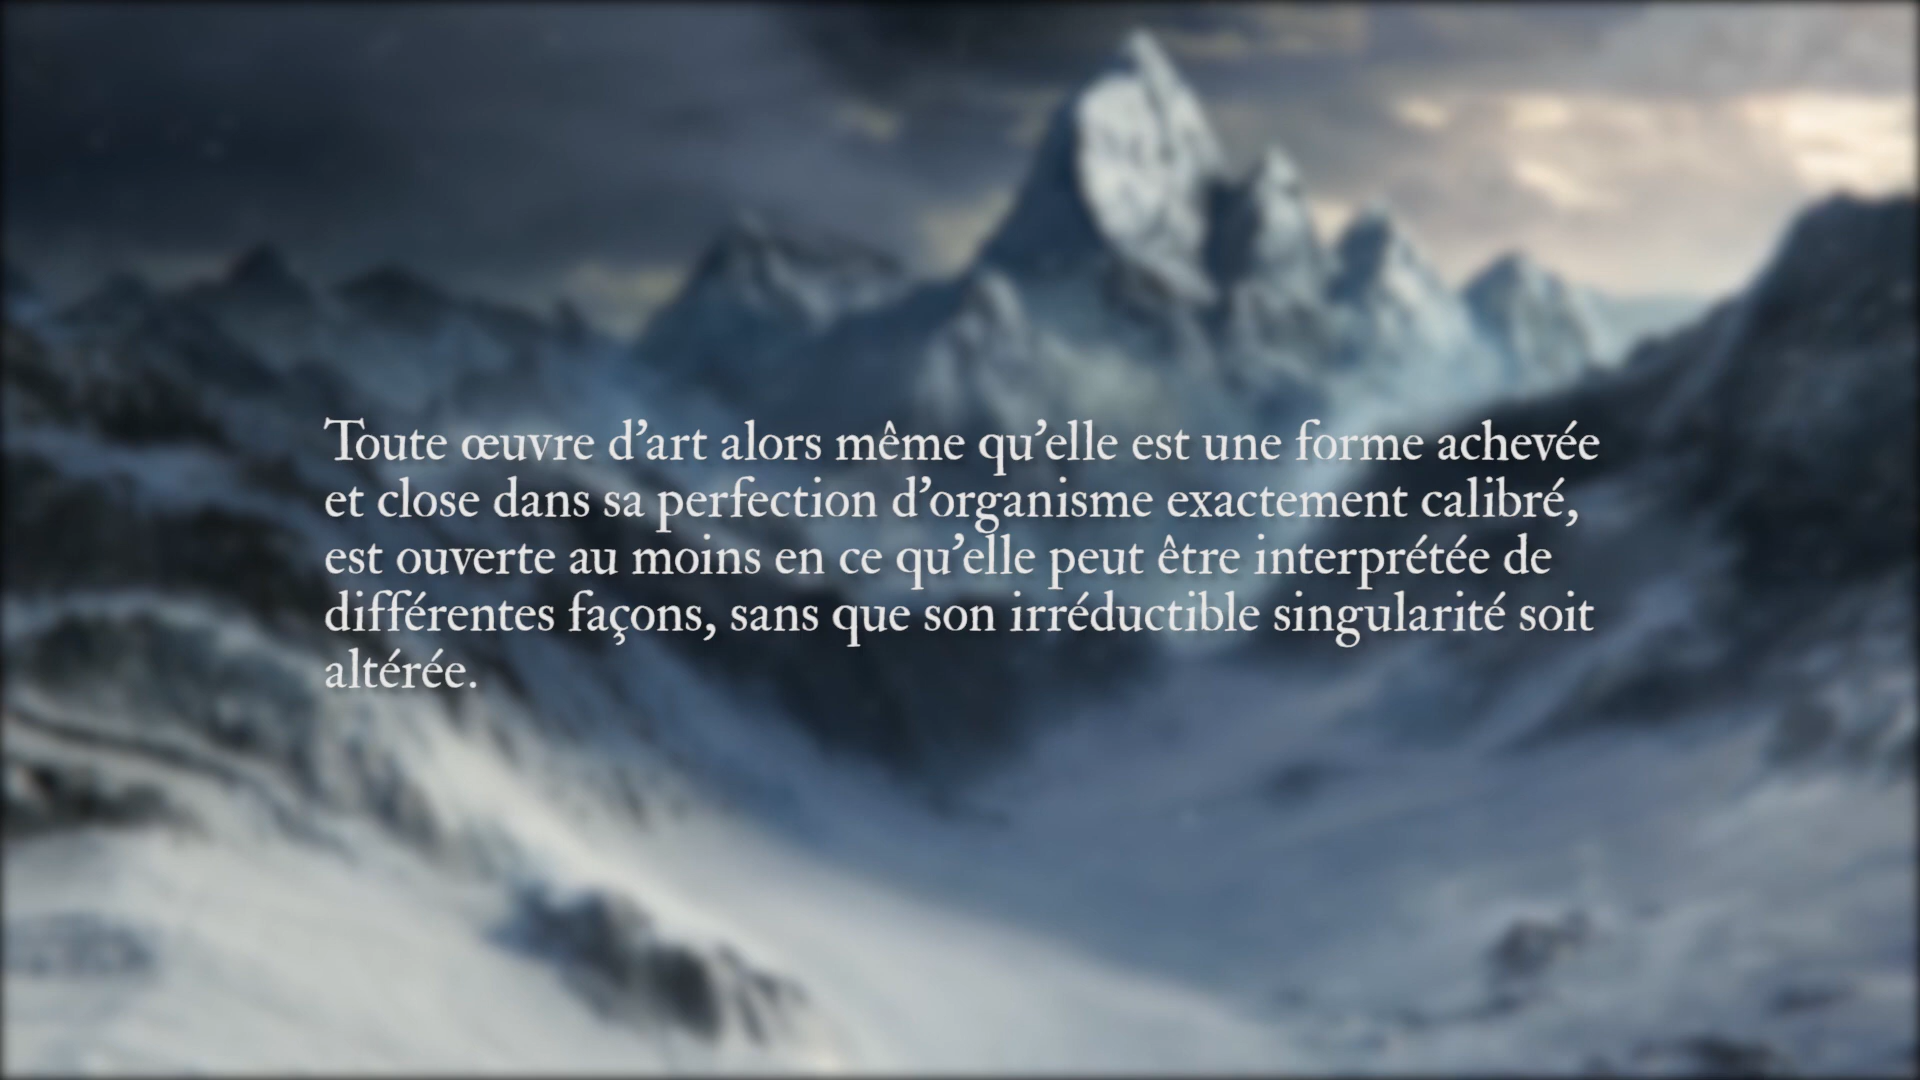 Toute œuvre d’art alors même qu’elle est une forme achevée
et close dans sa perfection d’organisme exactement calibré,
est ouverte au moins en ce qu’elle peut être interprétée de
différentes façons, sans que son irréductible singularité soit
altérée.